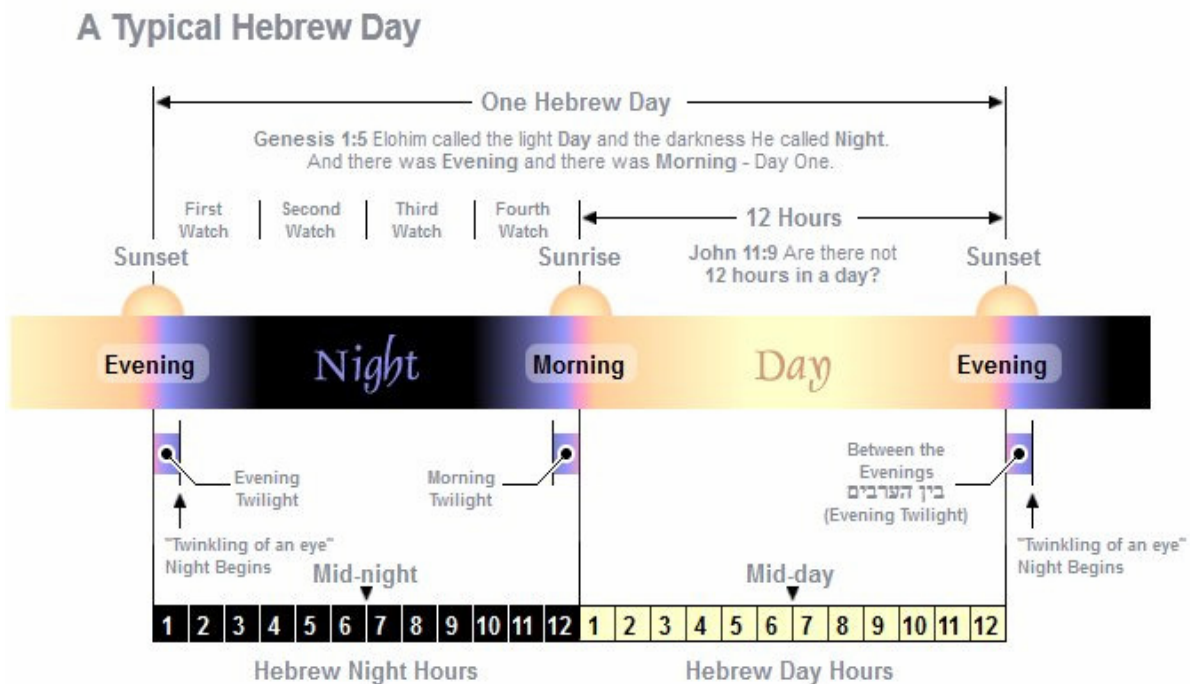 A Typical Hebrew Day
One Hebrew Day
Genesis 1:5 Elohim called the light Day and the darkness He called Night.
And there was Evening and there was Morning - Day One.
First
Watch
Second
Watch
Third
Watch
Fourth
Watch
12 Hours
John 11:9 Are there not
12 hours in a day?
Sunset
Sunrise
Sunset
Evening
Night
Morning
Day
Evening
Evening
Twilight
Morning
Twilight
Between the
Evenings
בין הערבים
(Evening Twilight)
"Twinkling of an eye"
Night Begins
"Twinkling of an eye"
Night Begins
Mid-night
Mid-day
1 2 3 4 5 6 7 8 9 10 11 12 1 2 3 4 5 6 7 8 9 10 11 12
Hebrew Night Hours
Hebrew Day Hours